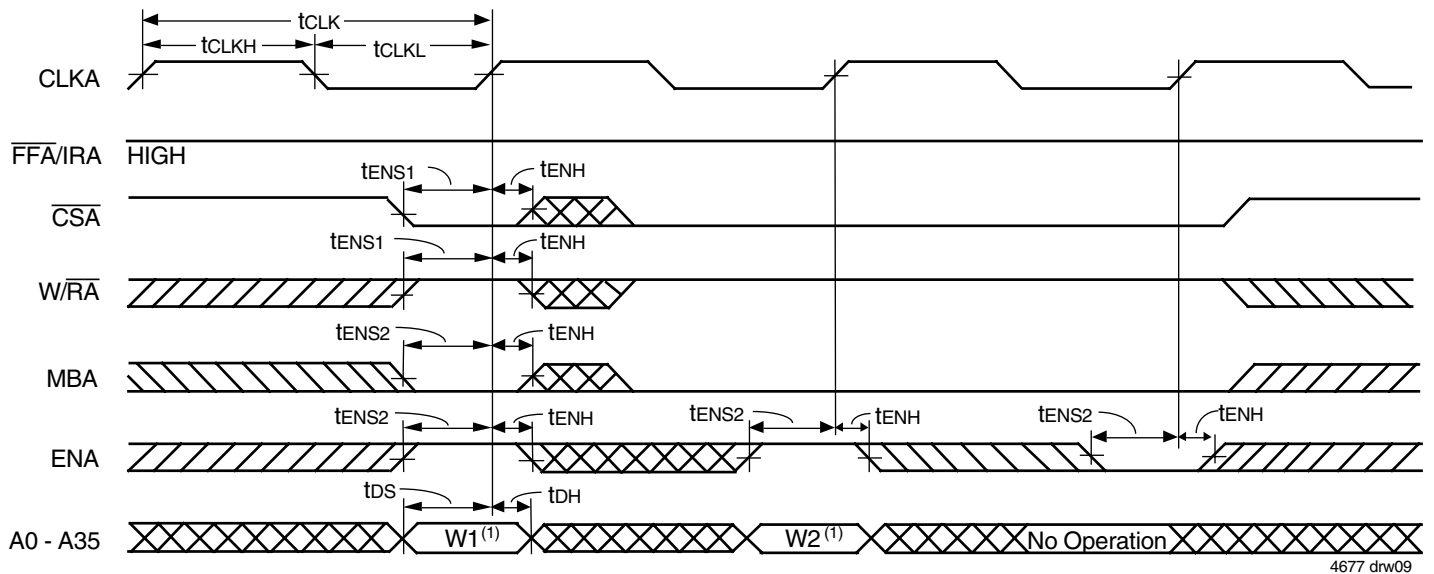 tCLK
tCLKH
tCLKL
CLKA
FFA/IRA HIGH
tENS1
tENH
CSA
tENS1
tENH
W/RA
tENS2
tENH
MBA
tENS2
tENH
tENS2
tENH
tENS2
tENH
ENA
tDS
tDH
A0 - A35
W1(1)
W2(1)
No Operation
4677 drw09